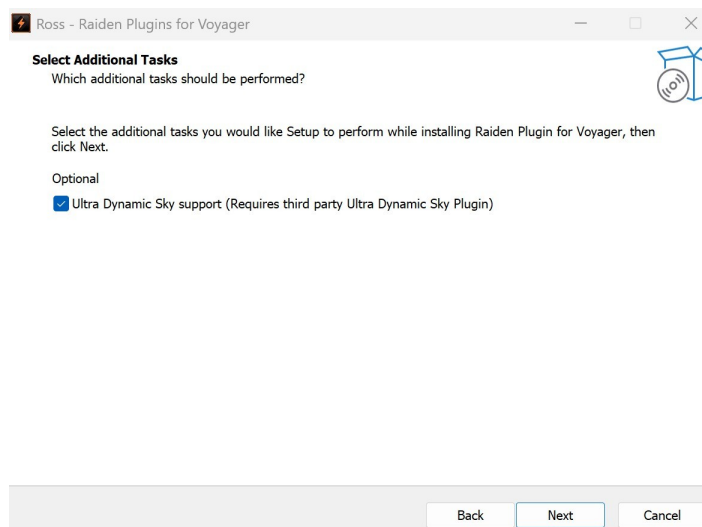 Ross - Raiden Plugins for Voyager
Select Additional Tasks
Which additional tasks should be performed?
Select the additional tasks you would like Setup to perform while installing Raiden Plugin for Voyager, then
click Next.
Optional
Ultra Dynamic Sky support (Requires third party Ultra Dynamic Sky Plugin)
Back
Next
Cancel